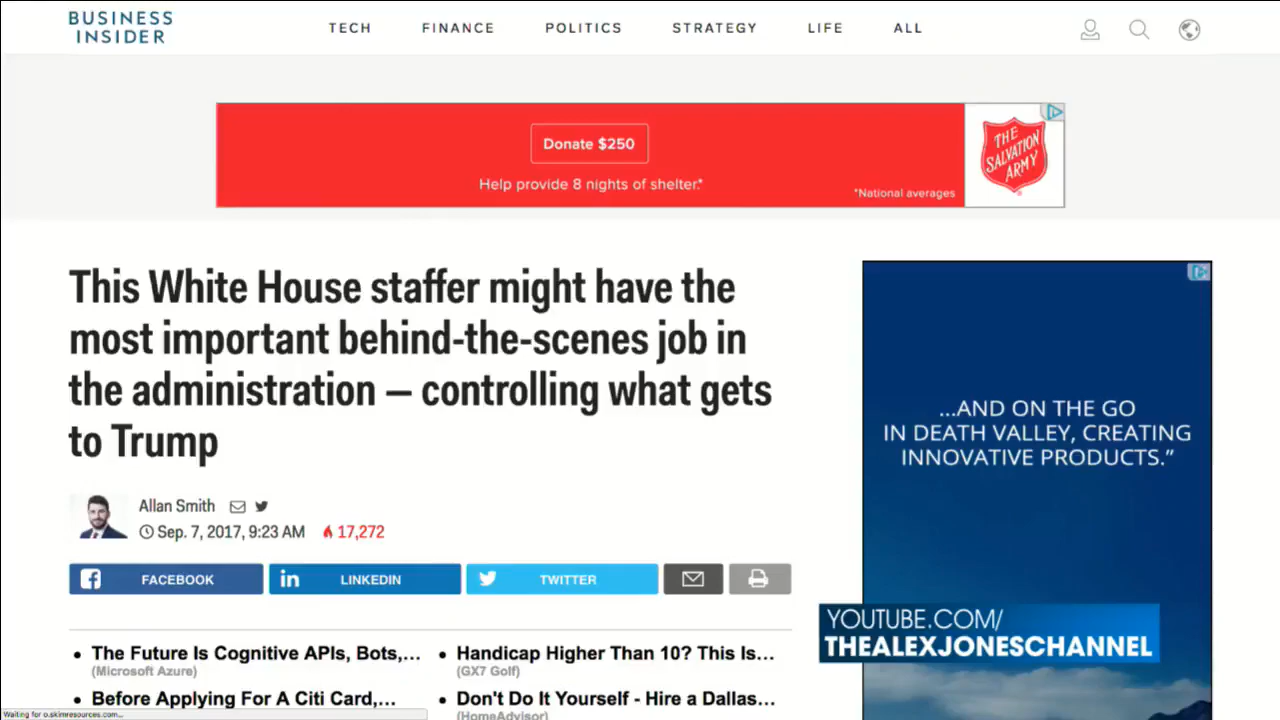 BUSINESS
INSIDER
TECH
FINANCE
POLITICS
STRATEGY
LIFE
ALL
Donate $250
Help provide 8 nights of shelter.*
*National averages
THE
SALVATION
ARMY
This White House staffer might have the
most important behind-the-scenes job in
the administration — controlling what gets
to Trump
Allan Smith
Sep. 7, 2017, 9:23 AM 17,272
FACEBOOK
in LINKEDIN
TWITTER
...AND ON THE GO
IN DEATH VALLEY, CREATING
INNOVATIVE PRODUCTS.”
YOUTUBE.COM/
THEALEXJONESCHANNEL
• The Future Is Cognitive APIs, Bots,...
(Microsoft Azure)
• Before Applying For A Citi Card,...
• Handicap Higher Than 10? This Is...
(GX7 Golf)
• Don't Do It Yourself - Hire a Dallas...
(HomeAdvisor)
Waiting for o.skimresources.com...